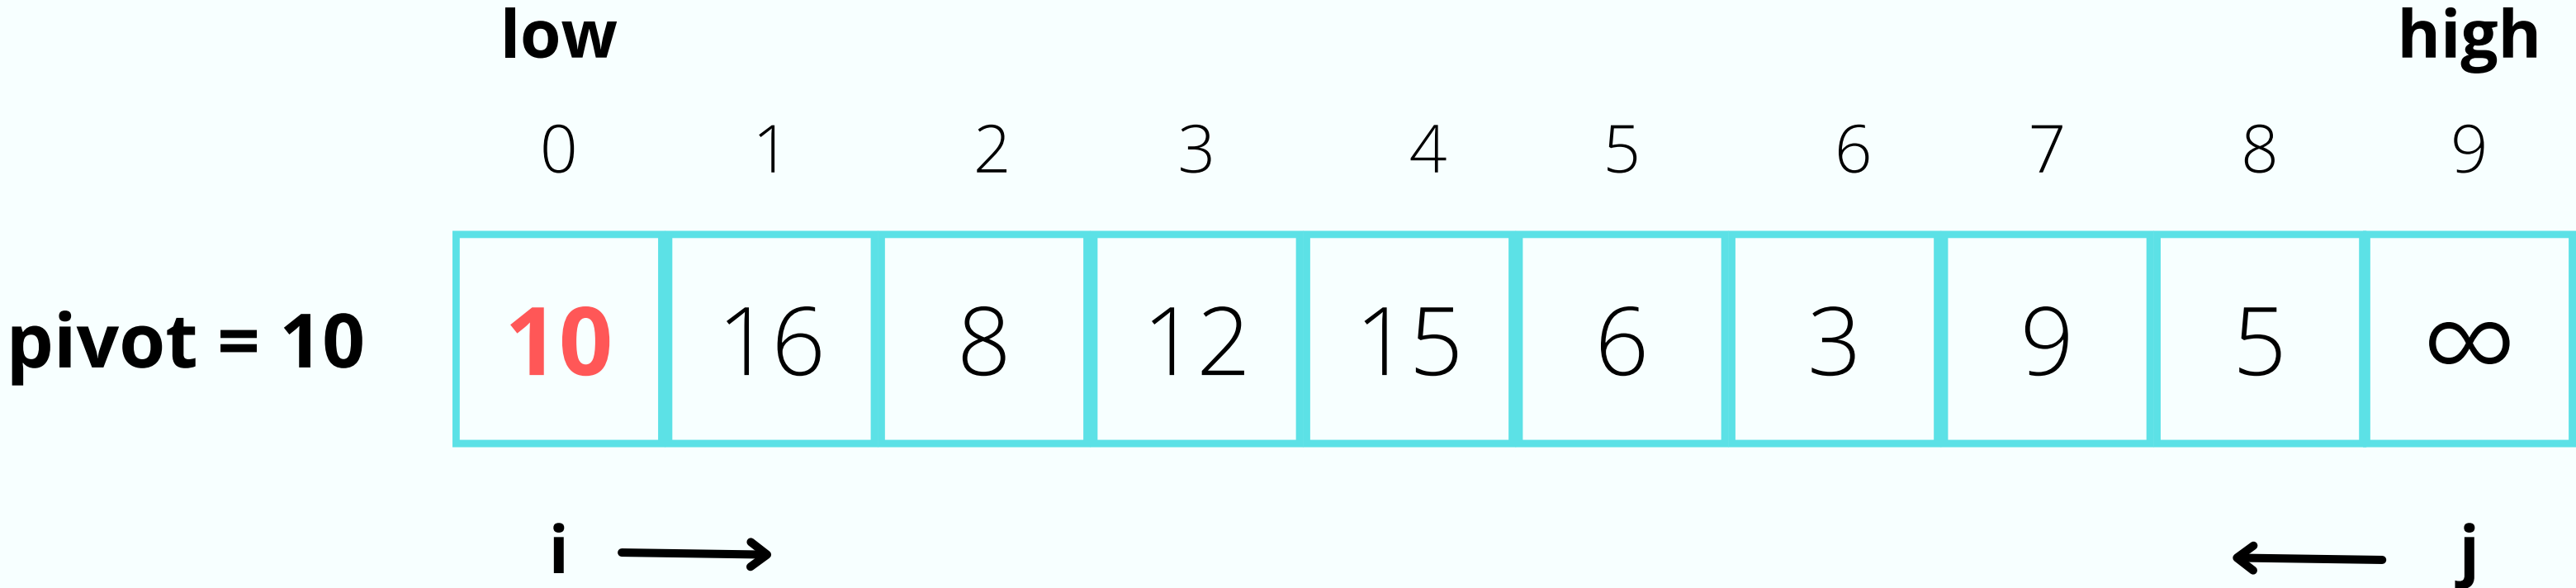 low high
0 1 2 3 4 5 6 7 8 9
pivot = 10 10 16 8 12 15 6 3 9 5 ∞
i j